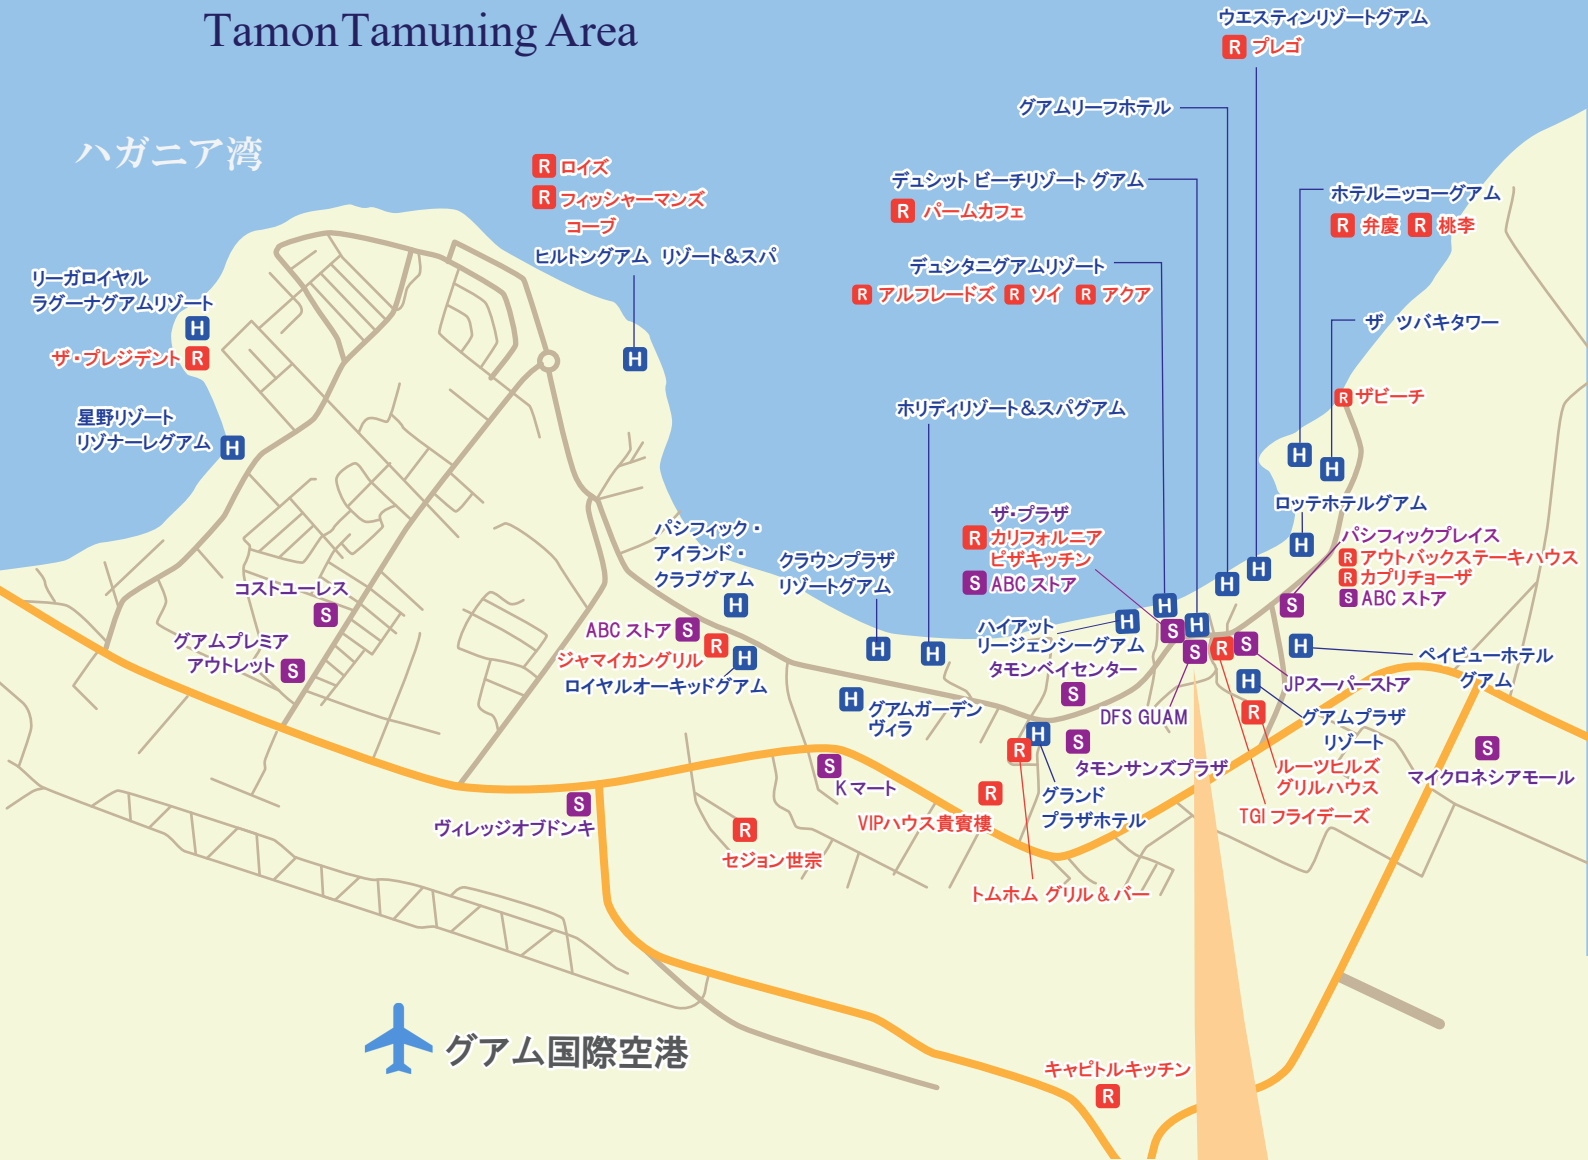 TamonTamuning Area
ウエスティンリゾートグアム
R プレゴ
グアムリーフホテル
ハガニア湾
R ロイズ
R フィッシャーマンズ
コーブ
ヒルトングアム リゾート&スパ
H
デュシット ビーチリゾート グアム
R パームカフェ
ホテルニッコーグアム
R 弁慶 R 桃李
デュシタニグアムリゾート
R アルフレードズ R ソイ R アクア
リーガロイヤル
ラグーナグアムリゾート
H
ザ・プレジデント R
ザ ツバキタワー
R ザビーチ
星野リゾート
リゾナーレグアム H
ホリディリゾート&スパグアム
H
H
ロッテホテルグアム
H
ザ・プラザ
R カリフォルニア
ピザキッチン
S ABC ストア
パシフィックプレイス
R アウトバックステーキハウス
R カプリチョーザ
S ABC ストア
S
パシフィック・
アイランド・
クラブグアム
H
クラウンプラザ
リゾートグアム
H
H
H
H
H
H
S
H
S
R
S
H
コストユーレス
S
グアムプレミア
アウトレット S
ABC ストア S
ジャマイカングリル R
H
ロイヤルオーキッドグアム
ハイアット
リージェンシーグアム
H
タモンベイセンター
S
ペイビューホテル
グアム
JPスーパーストア
H
グアムガーデン
ヴィラ
DFS GUAM
H
R
グアムプラザ
リゾート
H
R
S
タモンサンズプラザ
ルーツヒルズ
グリルハウス
S
マイクロネシアモール
S
Kマート
R
VIPハウス貴賓樓
グランド
プラザホテル
TGIフライデーズ
S
ヴィレッジオブドンキ
R
セジョン世宗
トムホム グリル&バー
グアム国際空港
キャピトルキッチン
R